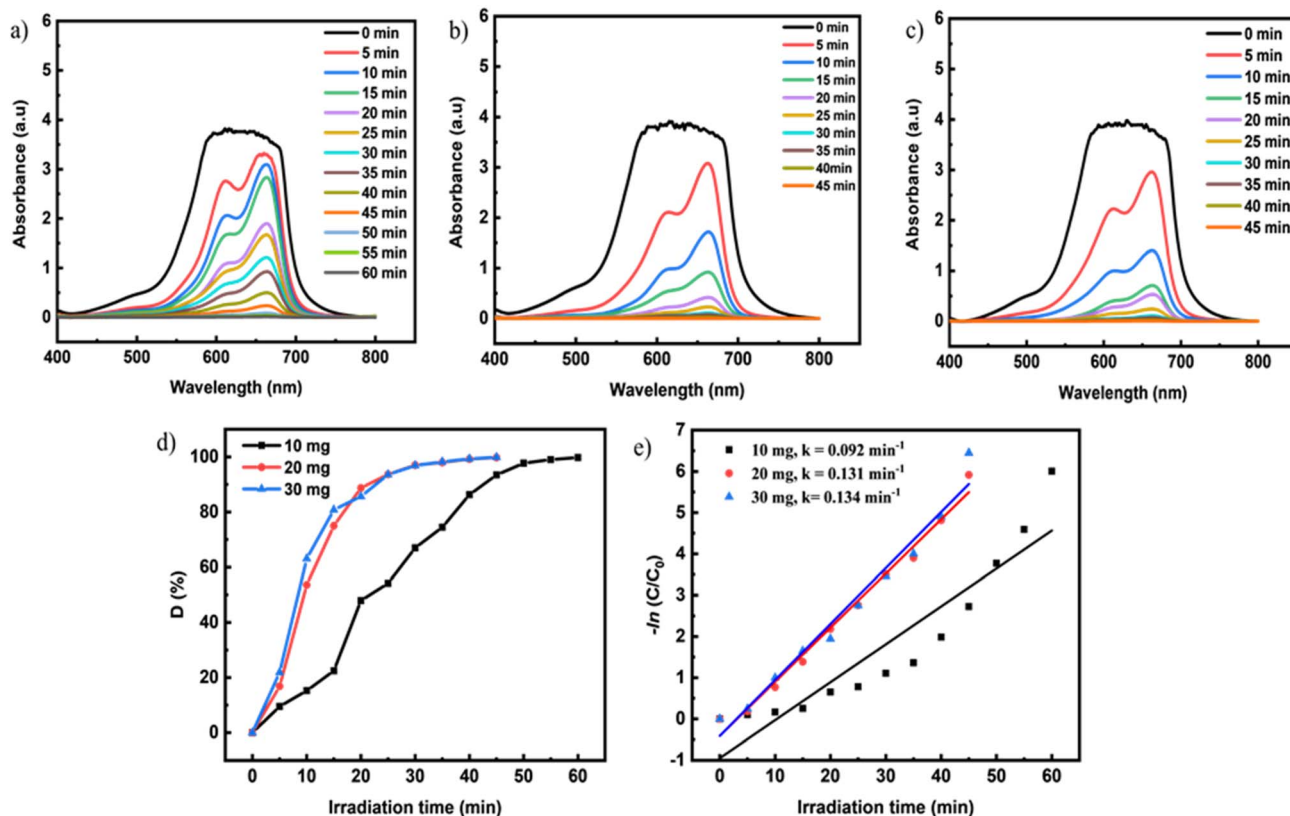 a)
6
5
4
3
2
1
0
Absorbance (a.u)
0 min
5 min
10 min
15 min
20 min
25 min
30 min
35 min
40 min
45 min
50 min
55 min
60 min
400 500 600 700 800
Wavelength (nm)
b)
6
5
4
3
2
1
0
Absorbance (a.u)
0 min
5 min
10 min
15 min
20 min
25 min
30 min
35 min
40min
45 min
400 500 600 700 800
Wavelength (nm)
c)
6
5
4
3
2
1
0
Absorbance (a.u)
0 min
5 min
10 min
15 min
20 min
25 min
30 min
35 min
40 min
45 min
400 500 600 700 800
Wavelength (nm)
d)
100
80
60
40
20
0
D (%)
10 mg
20 mg
30 mg
0 10 20 30 40 50 60
Irradiation time (min)
e)
7
6
5
4
3
2
1
0
-1
-ln (C/C₀)
10 mg, k = 0.092 min⁻¹
20 mg, k = 0.131 min⁻¹
30 mg, k= 0.134 min⁻¹
0 10 20 30 40 50 60
Irradiation time (min)